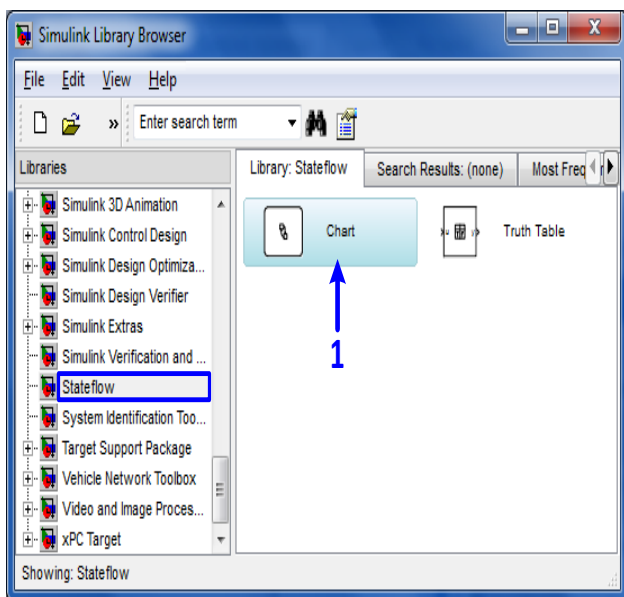 Simulink Library Browser
File Edit View Help
» Enter search term
Libraries
Library: Stateflow Search Results: (none) Most Freq
Simulink 3D Animation
Simulink Control Design
Simulink Design Optimiza...
Simulink Design Verifier
Simulink Extras
Simulink Verification and ...
Stateflow
System Identification Too...
Target Support Package
Vehicle Network Toolbox
Video and Image Proces...
xPC Target
Chart
Truth Table
1
Showing: Stateflow